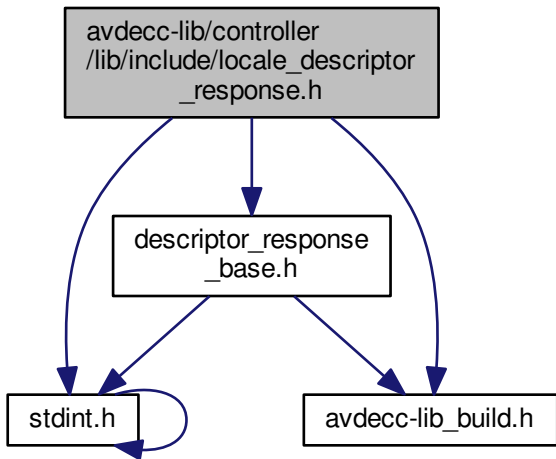 avdecc-lib/controller
/lib/include/locale_descriptor
_response.h
descriptor_response
_base.h
stdint.h
avdecc-lib_build.h